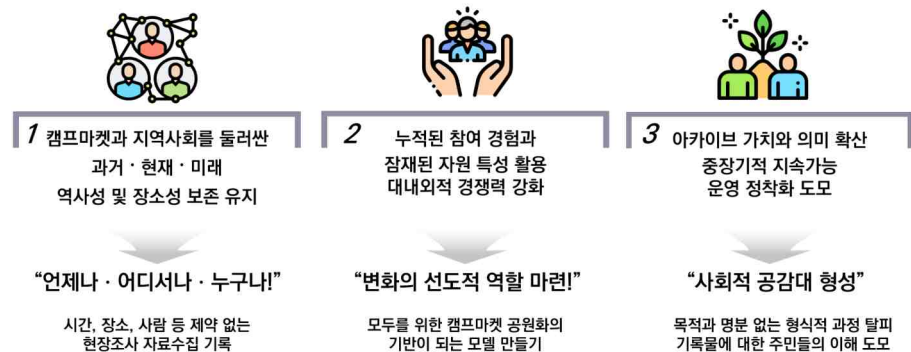 1 캠프마켓과 지역사회를 둘러싼
과거 · 현재 · 미래
역사성 및 장소성 보존 유지
“언제나 · 어디서나 · 누구나!”
시간, 장소, 사람 등 제약 없는
현장조사 자료수집 기록
2 누적된 참여 경험과
잠재된 자원 특성 활용
대내외적 경쟁력 강화
“변화의 선도적 역할 마련!”
모두를 위한 캠프마켓 공원화의
기반이 되는 모델 만들기
3 아카이브 가치와 의미 확산
중장기적 지속가능
운영 정착화 도모
“사회적 공감대 형성”
목적과 명분 없는 형식적 과정 탈피
기록물에 대한 주민들의 이해 도모